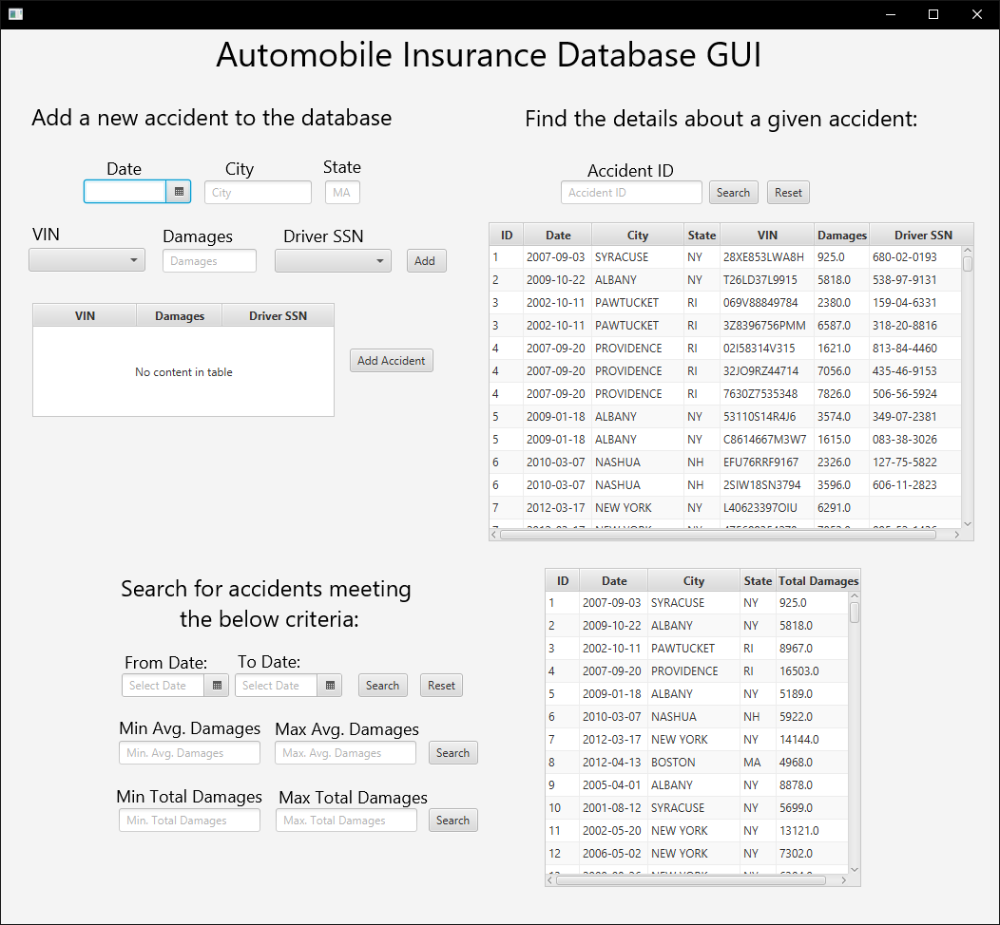 Automobile Insurance Database GUI
Add a new accident to the database
Date City State
City MA
VIN Damages Driver SSN
Damages Add
VIN Damages Driver SSN
No content in table
Add Accident
Find the details about a given accident:
Accident ID
Accident ID Search Reset
ID Date City State VIN Damages Driver SSN
1 2007-09-03 SYRACUSE NY 28XE853LWA8H 925.0 680-02-0193
2 2009-10-22 ALBANY NY T26LD37L9915 5818.0 538-97-9131
3 2002-10-11 PAWTUCKET RI 069V88849784 2380.0 159-04-6331
3 2002-10-11 PAWTUCKET RI 3Z8396756PMM 6587.0 318-20-8816
4 2007-09-20 PROVIDENCE RI 02I58314V315 1621.0 813-84-4460
4 2007-09-20 PROVIDENCE RI 32JO9RZ44714 7056.0 435-46-9153
4 2007-09-20 PROVIDENCE RI 7630Z7535348 7826.0 506-56-5924
5 2009-01-18 ALBANY NY 53110S14R4J6 3574.0 349-07-2381
5 2009-01-18 ALBANY NY C8614667M3W7 1615.0 083-38-3026
6 2010-03-07 NASHUA NH EFU76RRF9167 2326.0 127-75-5822
6 2010-03-07 NASHUA NH 2SIW18SN3794 3596.0 606-11-2823
7 2012-03-17 NEW YORK NY L40623397OIU 6291.0
7 2012-03-17 NEW YORK NY
Search for accidents meeting
the below criteria:
From Date: To Date:
Select Date Select Date Search Reset
Min Avg. Damages Max Avg. Damages
Min. Avg. Damages Max. Avg. Damages Search
Min Total Damages Max Total Damages
Min. Total Damages Max. Total Damages Search
ID Date City State Total Damages
1 2007-09-03 SYRACUSE NY 925.0
2 2009-10-22 ALBANY NY 5818.0
3 2002-10-11 PAWTUCKET RI 8967.0
4 2007-09-20 PROVIDENCE RI 16503.0
5 2009-01-18 ALBANY NY 5189.0
6 2010-03-07 NASHUA NH 5922.0
7 2012-03-17 NEW YORK NY 14144.0
8 2012-04-13 BOSTON MA 4968.0
9 2005-04-01 ALBANY NY 8878.0
10 2001-08-12 SYRACUSE NY 5699.0
11 2002-05-20 NEW YORK NY 13121.0
12 2006-05-02 NEW YORK NY 7302.0